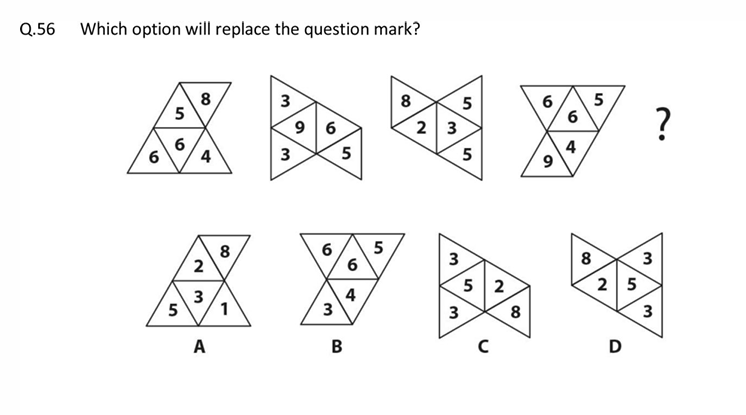 Q.56 Which option will replace the question mark?
8 3 8 5 6 5
5 9 6 2 3 6 ?
6 6 4 3 5 5 9 4
8 6 5 3 8 3
2 6 5 2 2 5
5 3 1 3 4 3 8 3
A B C D